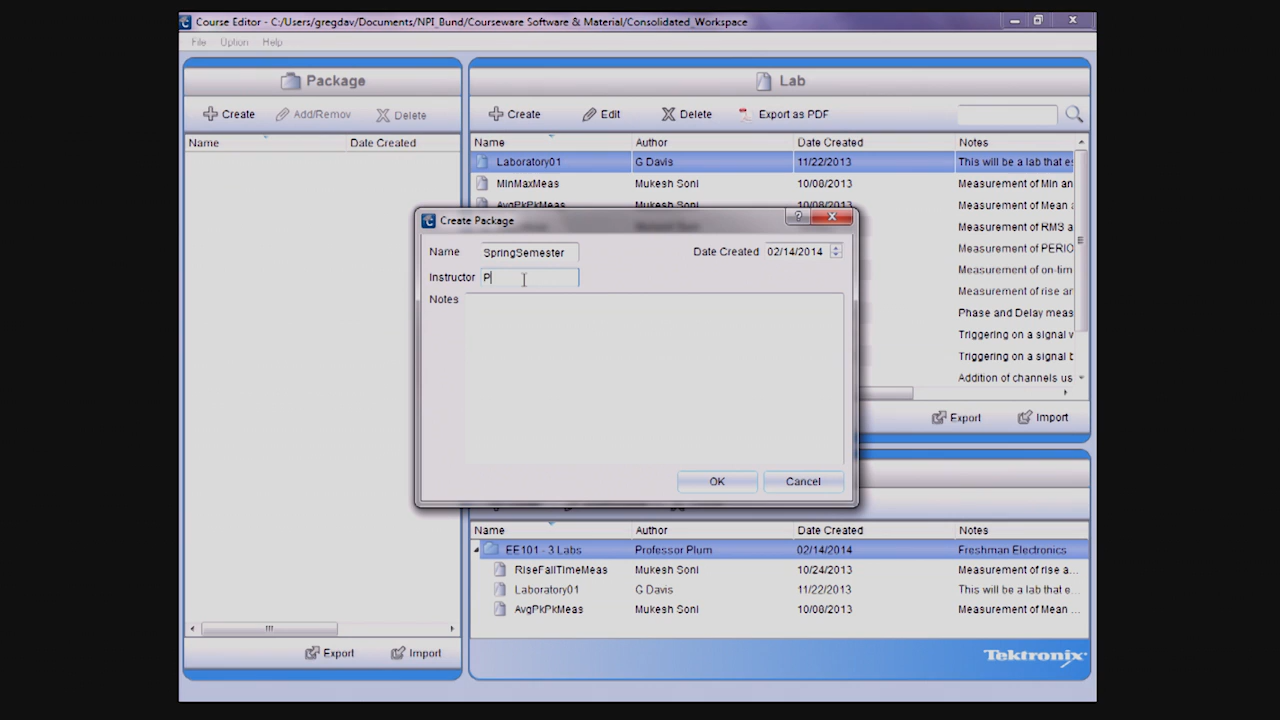 Course Editor - C:/Users/gregdav/Documents/NPI_Bund/Courseware Software & Material/Consolidated_Workspace
File Option Help
Package
Create Add/Remov Delete
Name Date Created
Export Import
Lab
Create Edit Delete Export as PDF
Name Author Date Created Notes
Laboratory01 G Davis 11/22/2013 This will be a lab that e
MinMaxMeas Mukesh Soni 10/08/2013 Measurement of Min an
AvgPkPkMeas Mukesh Soni 10/08/2013 Measurement of Mean
Measurement of RMS a
Measurement of PERIO
Measurement of on-tim
Measurement of rise ar
Phase and Delay meas
Triggering on a signal v
Triggering on a signal b
Addition of channels us
Export Import
Create Package
Name SpringSemester Date Created 02/14/2014
Instructor P
Notes
OK Cancel
Name Author Date Created Notes
EE101 - 3 Labs Professor Plum 02/14/2014 Freshman Electronics
RiseFallTimeMeas Mukesh Soni 10/24/2013 Measurement of rise a...
Laboratory01 G Davis 11/22/2013 This will be a lab that e...
AvgPkPkMeas Mukesh Soni 10/08/2013 Measurement of Mean ...
Tektronix